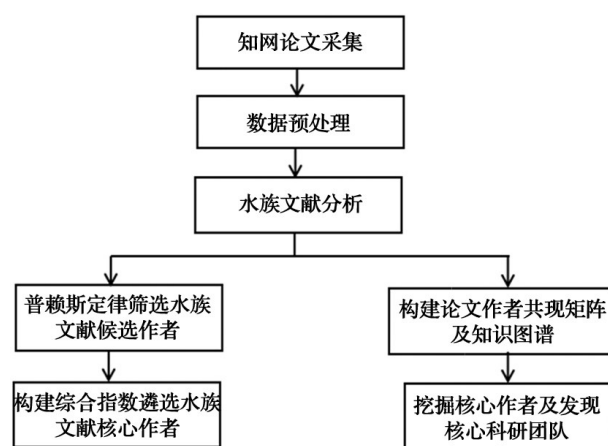 知网论文采集
数据预处理
水族文献分析
普赖斯定律筛选水族
文献候选作者
构建综合指数遴选水族
文献核心作者
构建论文作者共现矩阵
及知识图谱
挖掘核心作者及发现
核心科研团队